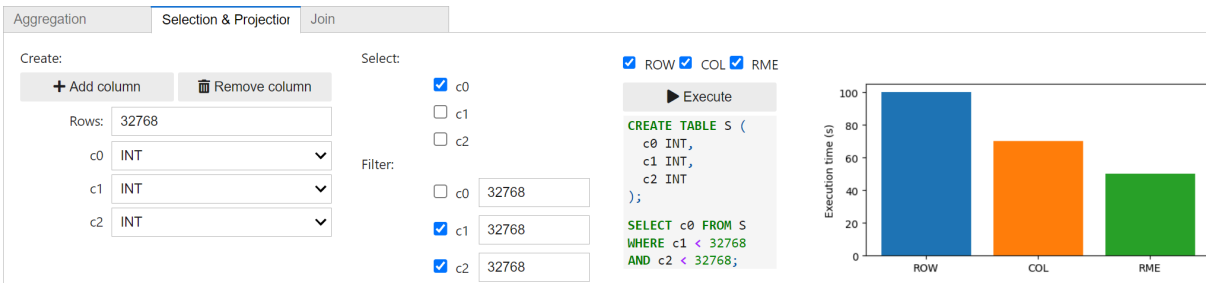 Aggregation
Selection & Projection
Join
Create:
Add column
Remove column
Rows: 32768
c0 INT
c1 INT
c2 INT
Select:
c0
c1
c2
Filter:
c0 32768
c1 32768
c2 32768
ROW COL RME
Execute
CREATE TABLE S (
c0 INT,
c1 INT,
c2 INT
);
SELECT c0 FROM S
WHERE c1 < 32768
AND c2 < 32768;
Execution time (s)
100
80
60
40
20
0
ROW COL RME